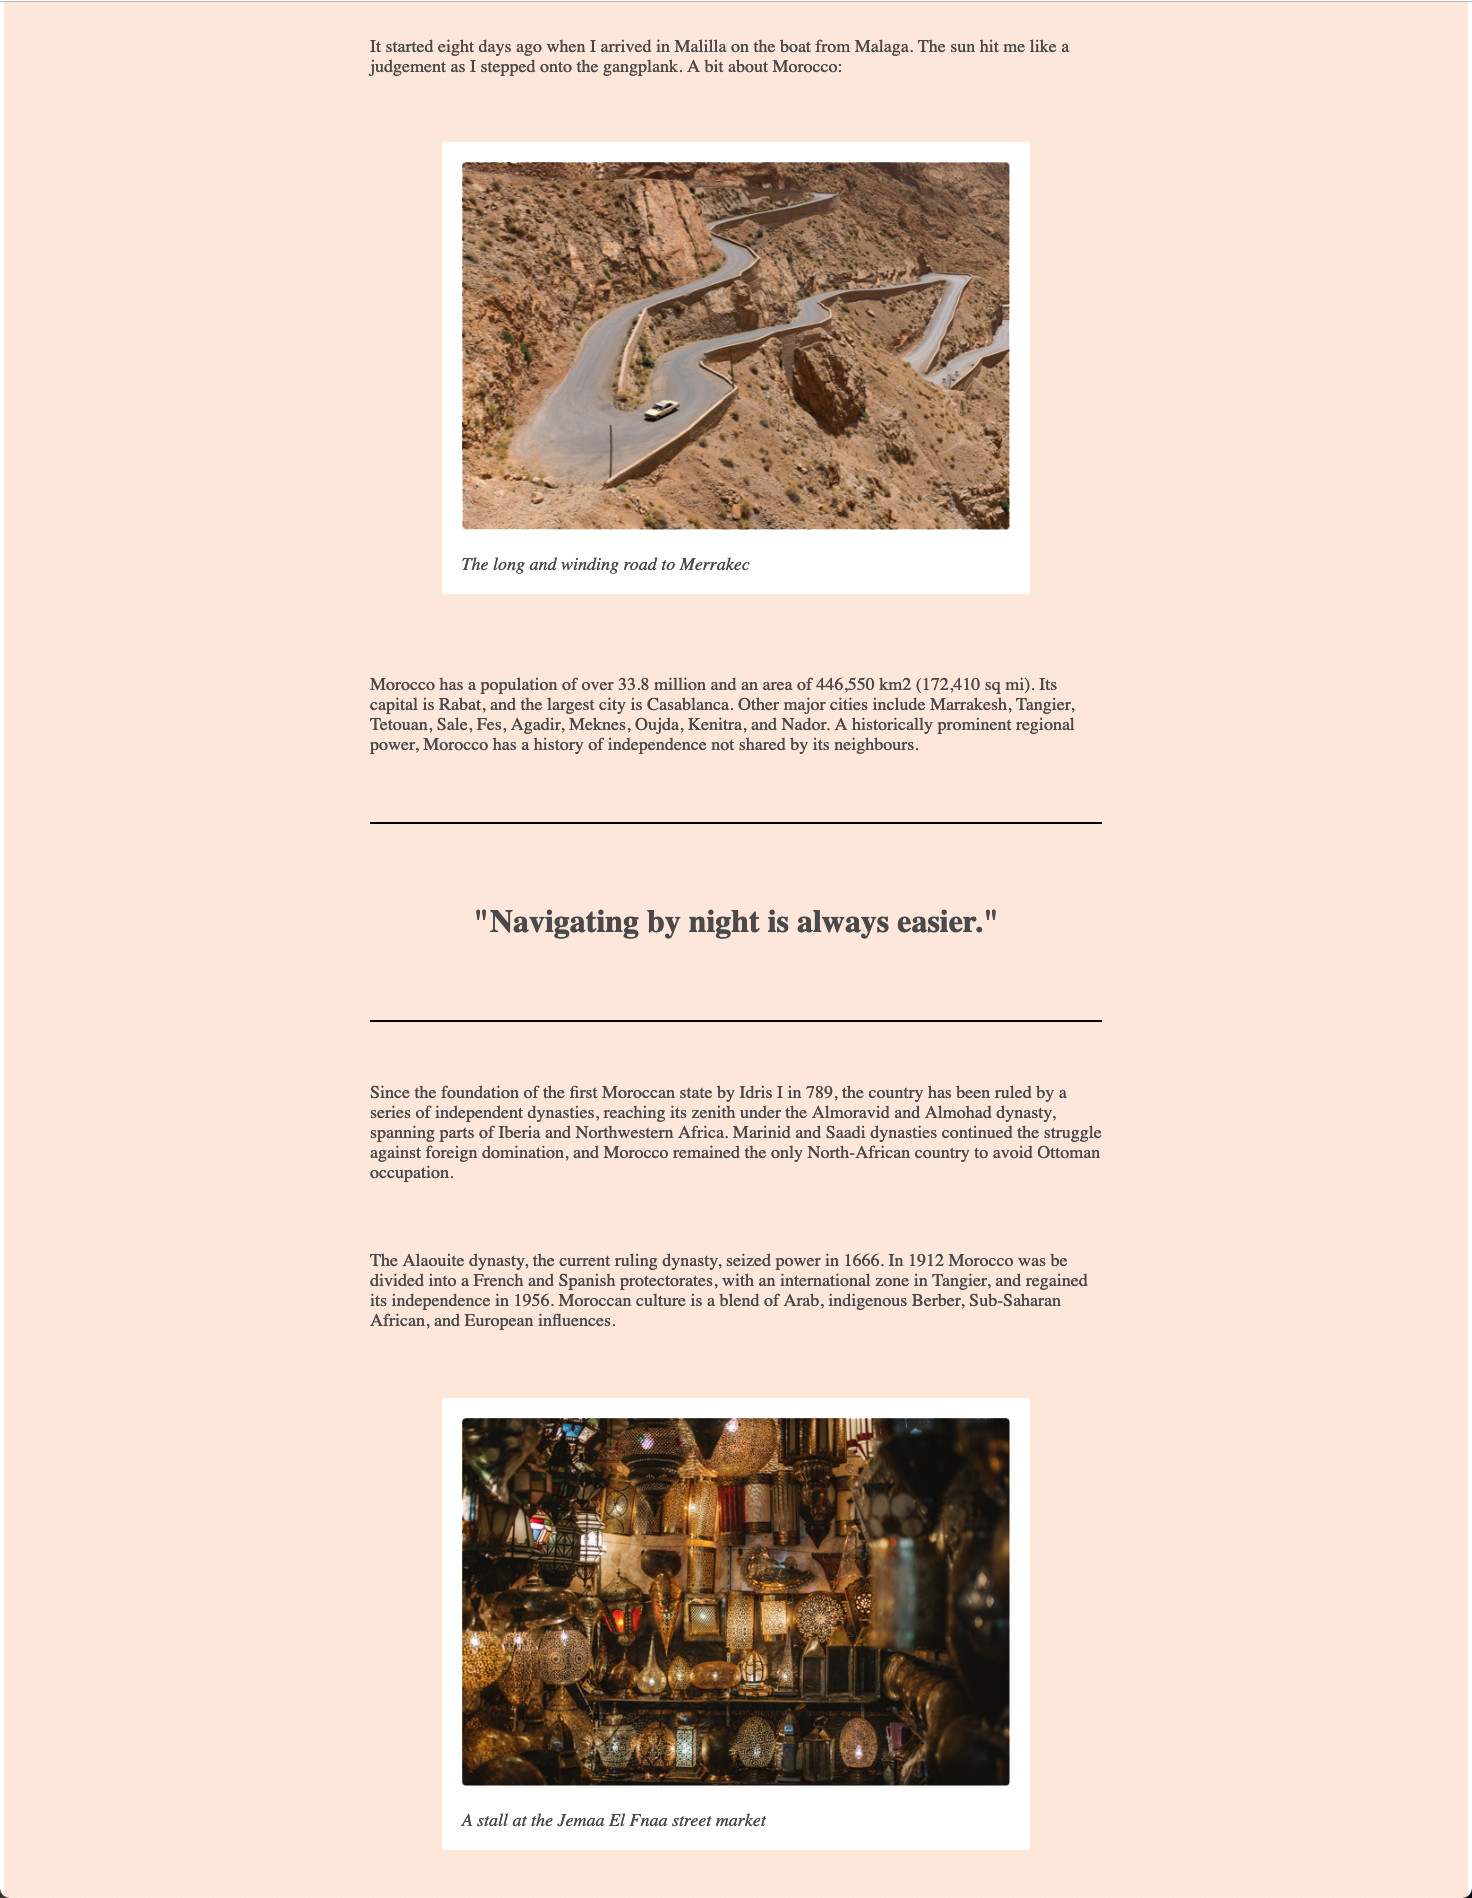 It started eight days ago when I arrived in Malilla on the boat from Malaga. The sun hit me like a
judgement as I stepped onto the gangplank. A bit about Morocco:
The long and winding road to Merrakec
Morocco has a population of over 33.8 million and an area of 446,550 km2 (172,410 sq mi). Its
capital is Rabat, and the largest city is Casablanca. Other major cities include Marrakesh, Tangier,
Tetouan, Sale, Fes, Agadir, Meknes, Oujda, Kenitra, and Nador. A historically prominent regional
power, Morocco has a history of independence not shared by its neighbours.
"Navigating by night is always easier."
Since the foundation of the first Moroccan state by Idris I in 789, the country has been ruled by a
series of independent dynasties, reaching its zenith under the Almoravid and Almohad dynasty,
spanning parts of Iberia and Northwestern Africa. Marinid and Saadi dynasties continued the struggle
against foreign domination, and Morocco remained the only North-African country to avoid Ottoman
occupation.
The Alaouite dynasty, the current ruling dynasty, seized power in 1666. In 1912 Morocco was be
divided into a French and Spanish protectorates, with an international zone in Tangier, and regained
its independence in 1956. Moroccan culture is a blend of Arab, indigenous Berber, Sub-Saharan
African, and European influences.
A stall at the Jemaa El Fnaa street market